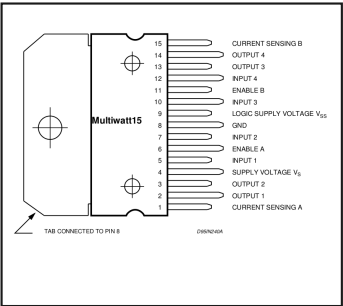 15 CURRENT SENSING B
14 OUTPUT 4
13 OUTPUT 3
12 INPUT 4
11 ENABLE B
10 INPUT 3
9 LOGIC SUPPLY VOLTAGE VSS
Multiwatt15
8 GND
7 INPUT 2
6 ENABLE A
5 INPUT 1
4 SUPPLY VOLTAGE VS
3 OUTPUT 2
2 OUTPUT 1
1 CURRENT SENSING A
TAB CONNECTED TO PIN 8
D95IN240A